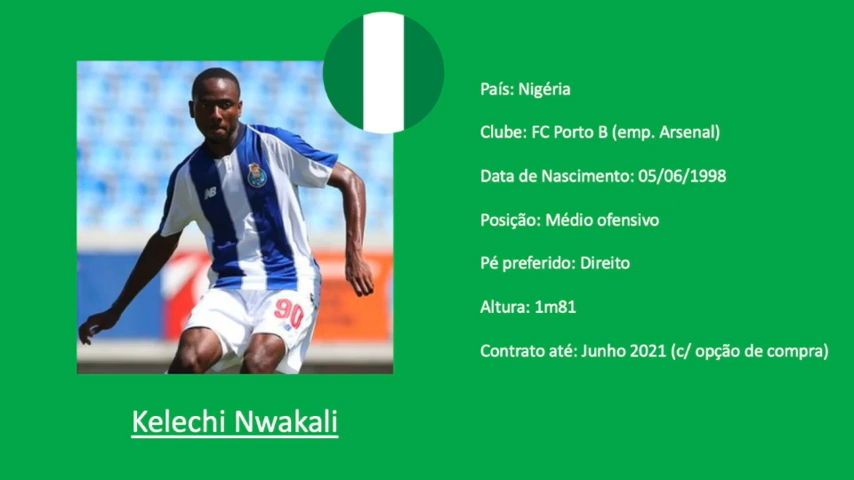 País: Nigéria
Clube: FC Porto B (emp. Arsenal)
Data de Nascimento: 05/06/1998
Posição: Médio ofensivo
Pé preferido: Direito
Altura: 1m81
Contrato até: Junho 2021 (c/ opção de compra)
NB
90
Kelechi Nwakali